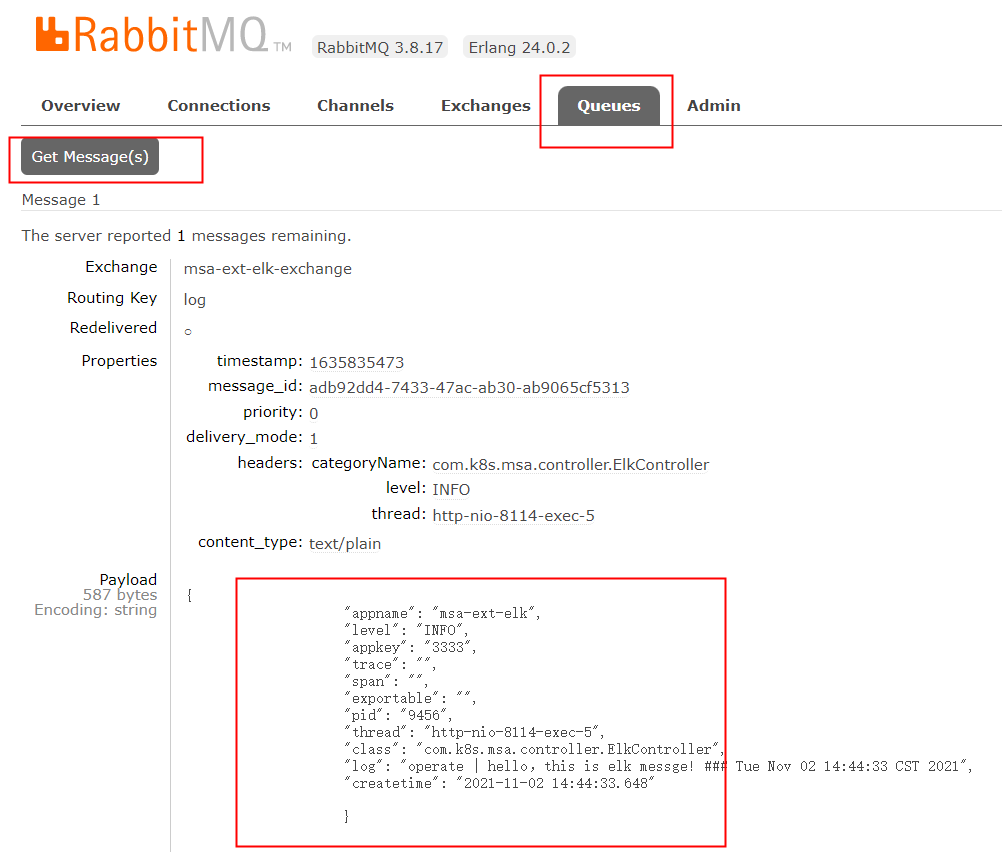 RabbitMQ TM RabbitMQ 3.8.17 Erlang 24.0.2
Overview Connections Channels Exchanges Queues Admin
Get Message(s)
Message 1
The server reported 1 messages remaining.
Exchange msa-ext-elk-exchange
Routing Key log
Redelivered ○
Properties timestamp: 1635835473
message_id: adb92dd4-7433-47ac-ab30-ab9065cf5313
priority: 0
delivery_mode: 1
headers: categoryName: com.k8s.msa.controller.ElkController
level: INFO
thread: http-nio-8114-exec-5
content_type: text/plain
Payload
587 bytes
Encoding: string
{
"appname": "msa-ext-elk",
"level": "INFO",
"appkey": "3333",
"trace": "",
"span": "",
"exportable": "",
"pid": "9456",
"thread": "http-nio-8114-exec-5",
"class": "com.k8s.msa.controller.ElkController",
"log": "operate | hello，this is elk messge! ### Tue Nov 02 14:44:33 CST 2021",
"createtime": "2021-11-02 14:44:33.648"
}